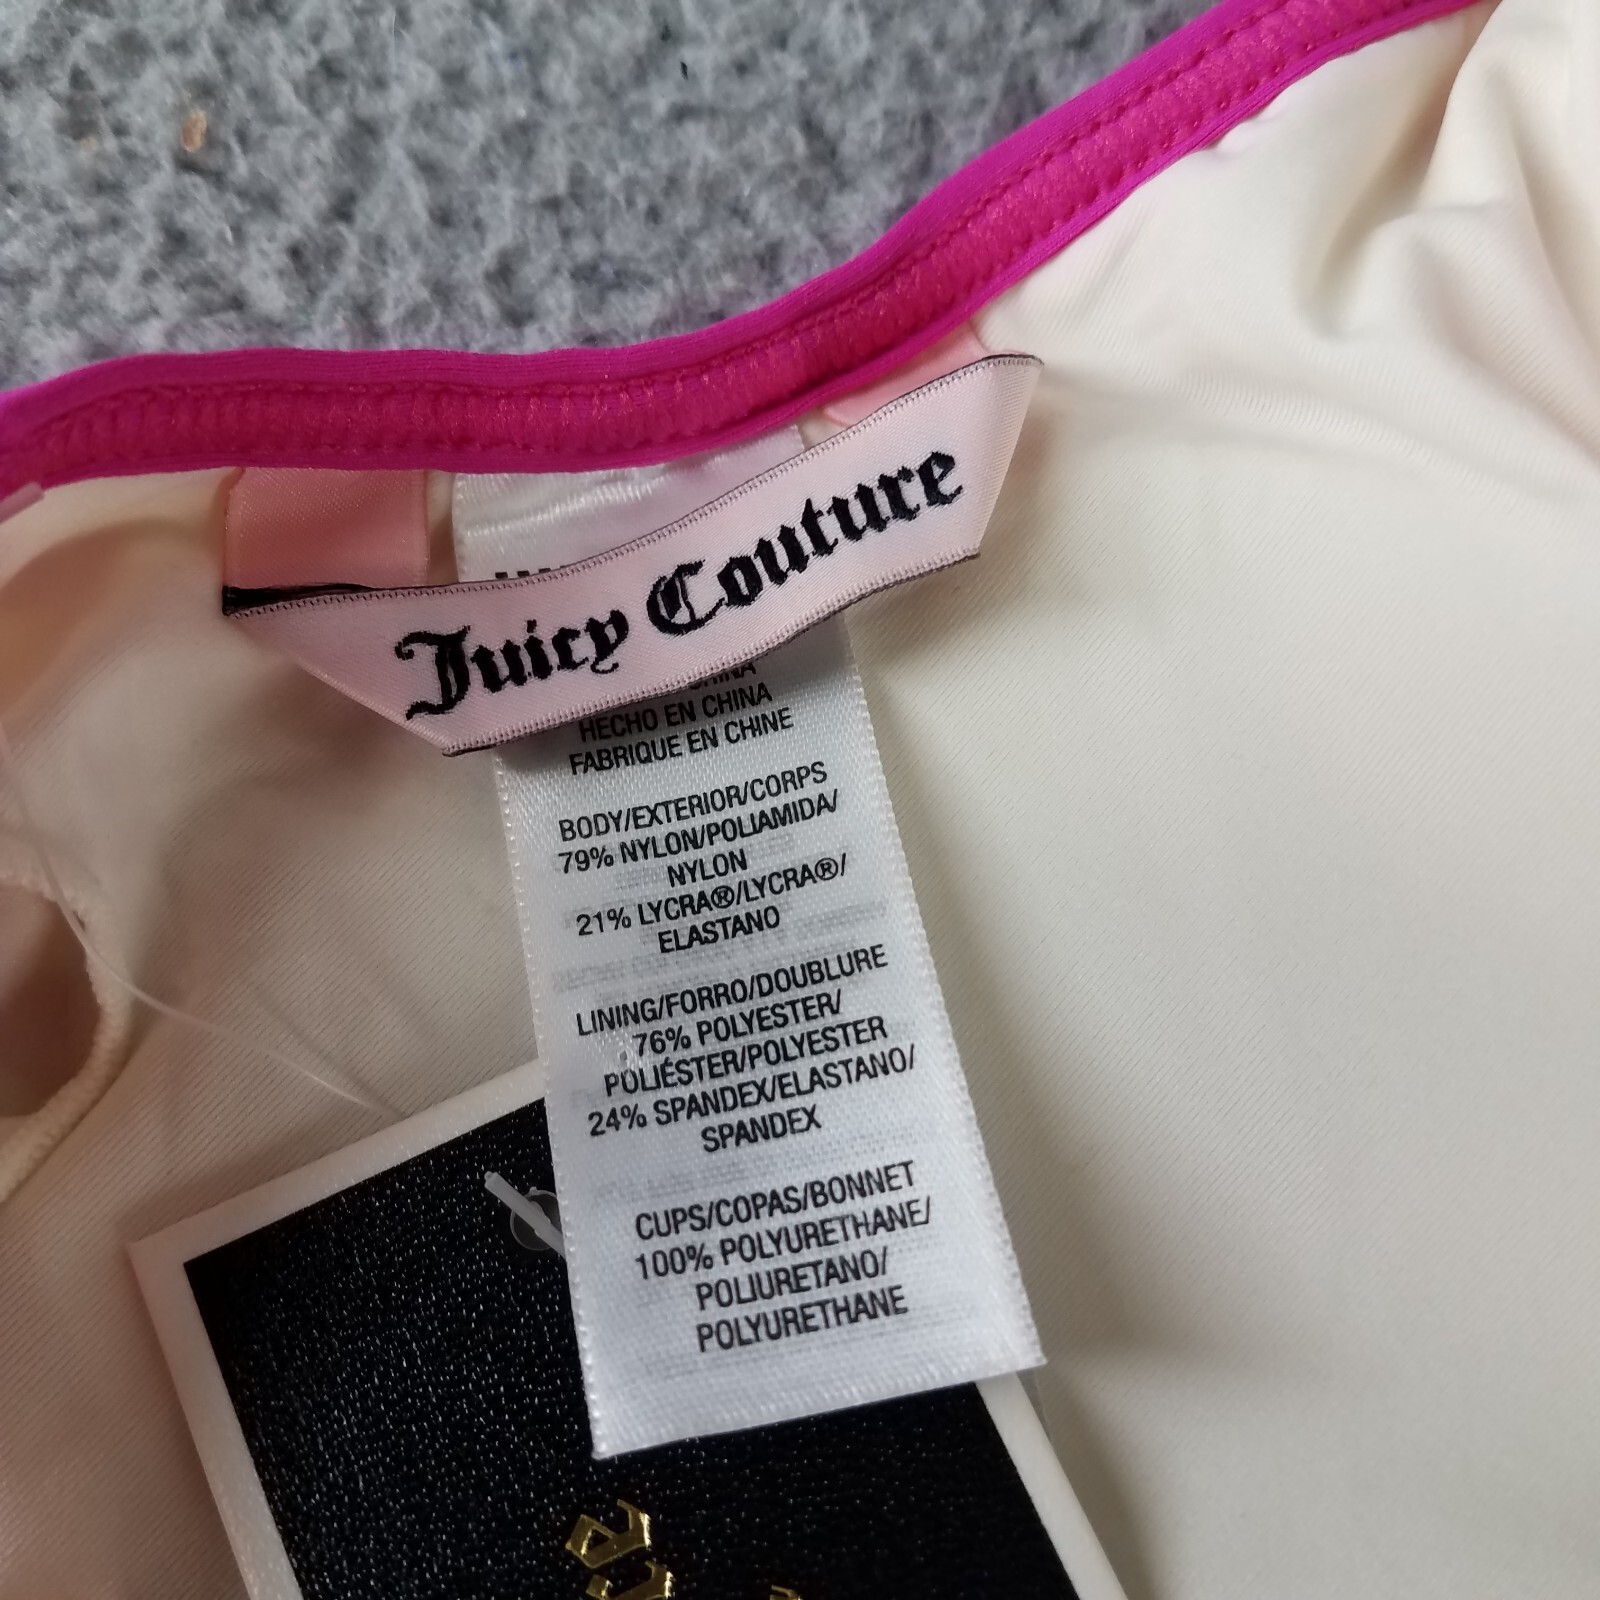 Juicy Couture
CHINA
HECHO EN CHINA
FABRIQUE EN CHINE
BODY/EXTERIOR/CORPS
79% NYLON/POLIAMIDA/
NYLON
21% LYCRA®/LYCRA®/
ELASTANO
LINING/FORRO/DOUBLURE
76% POLYESTER/
POLIÉSTER/POLYESTER
24% SPANDEX/ELASTANO/
SPANDEX
CUPS/COPAS/BONNET
100% POLYURETHANE/
POLIURETANO/
POLYURETHANE